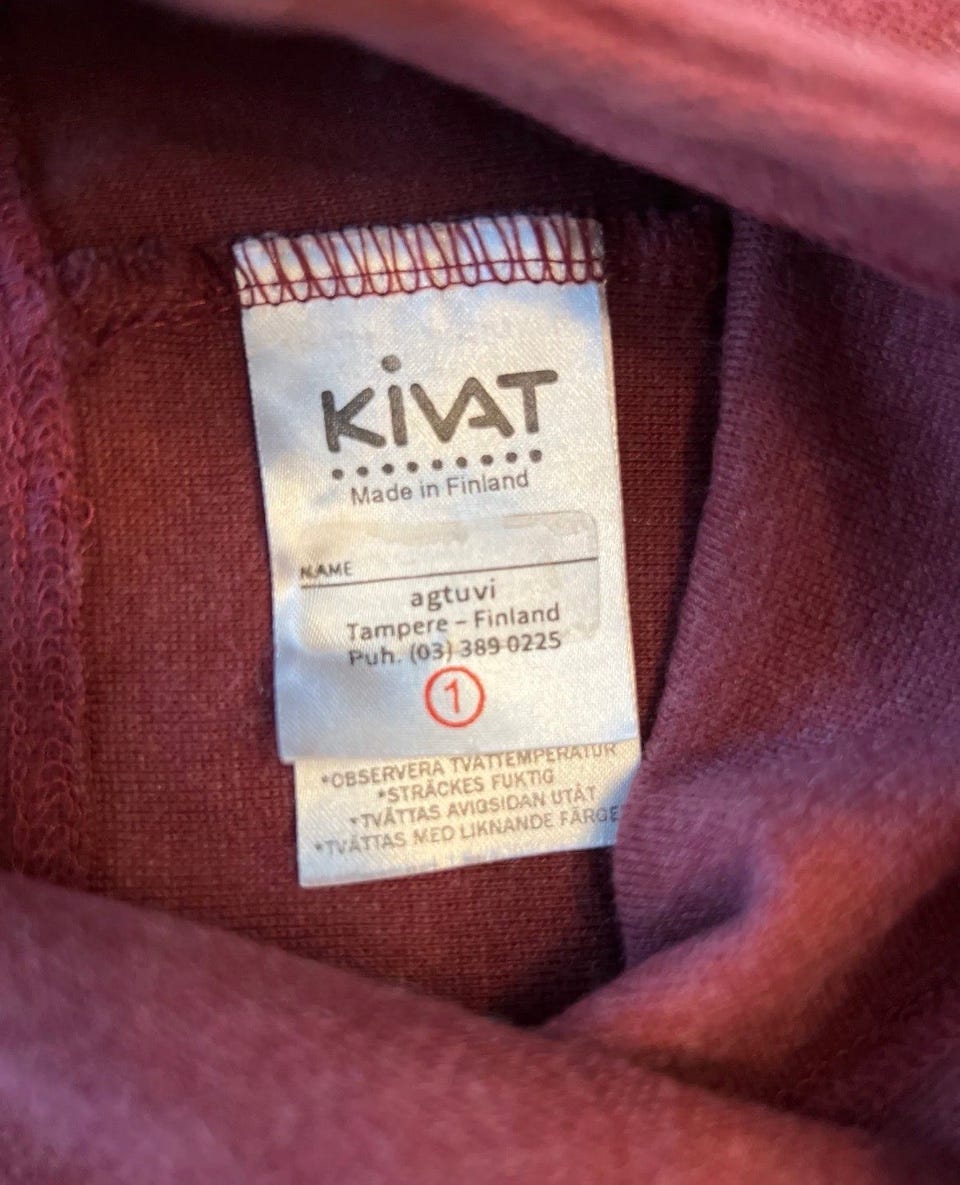 KiVAT
Made in Finland
NAME
agtuvi
Tampere – Finland
Puh. (03) 389 0225
1
*OBSERVERA TVÄTTEMPERATUR
*STRÄCKES FUKTIG
*TVÄTTAS AVIGSIDAN UTÅT
*TVÄTTAS MED LIKNANDE FÄRGE